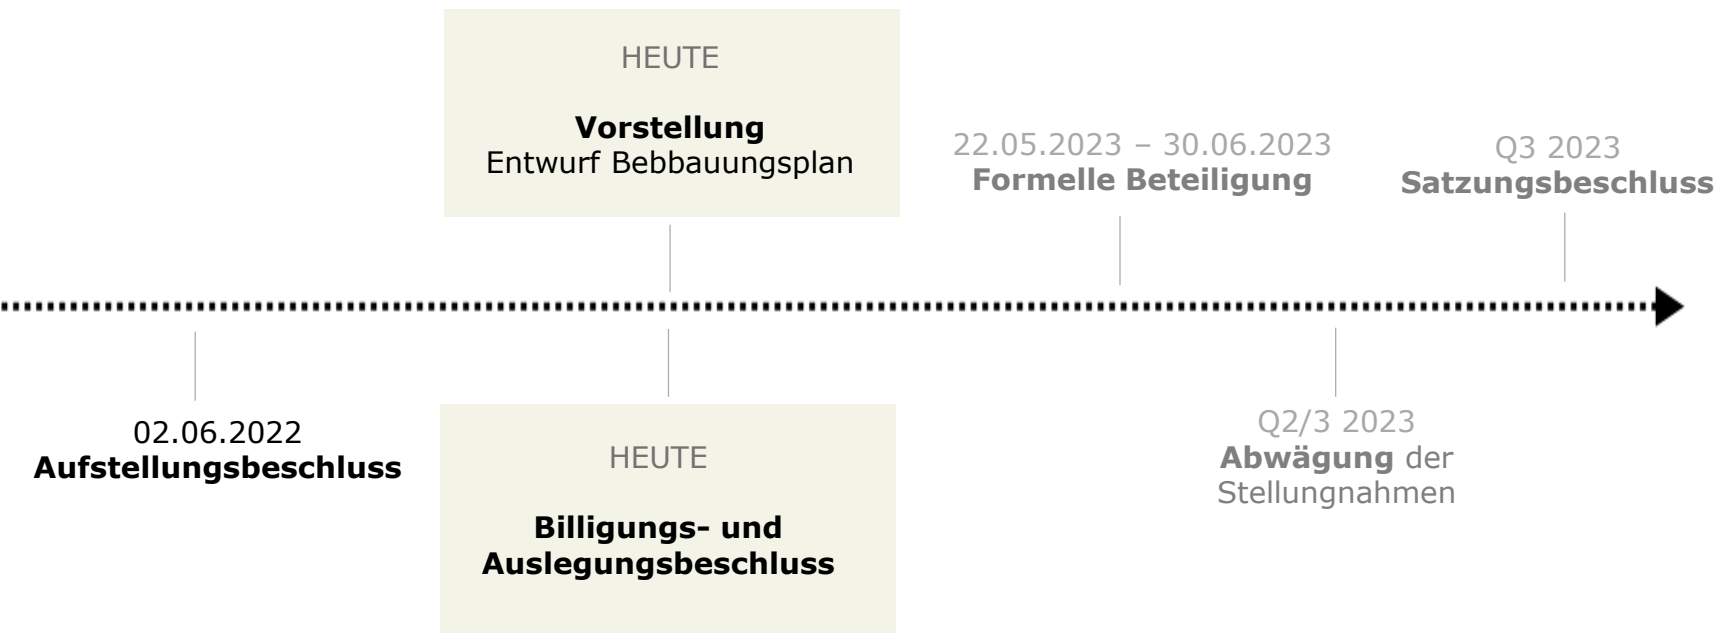 HEUTE
Vorstellung
Entwurf Bebbauungsplan
22.05.2023 – 30.06.2023
Formelle Beteiligung
Q3 2023
Satzungsbeschluss
02.06.2022
Aufstellungsbeschluss
HEUTE
Billigungs- und
Auslegungsbeschluss
Q2/3 2023
Abwägung der
Stellungnahmen